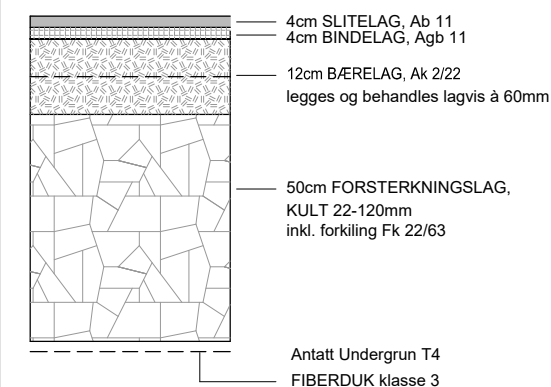 4cm SLITELAG, Ab 11
4cm BINDELAG, Agb 11
12cm BÆRELAG, Ak 2/22
legges og behandles lagvis à 60mm
50cm FORSTERKNINGSLAG,
KULT 22-120mm
inkl. forkiling Fk 22/63
Antatt Undergrun T4
FIBERDUK klasse 3